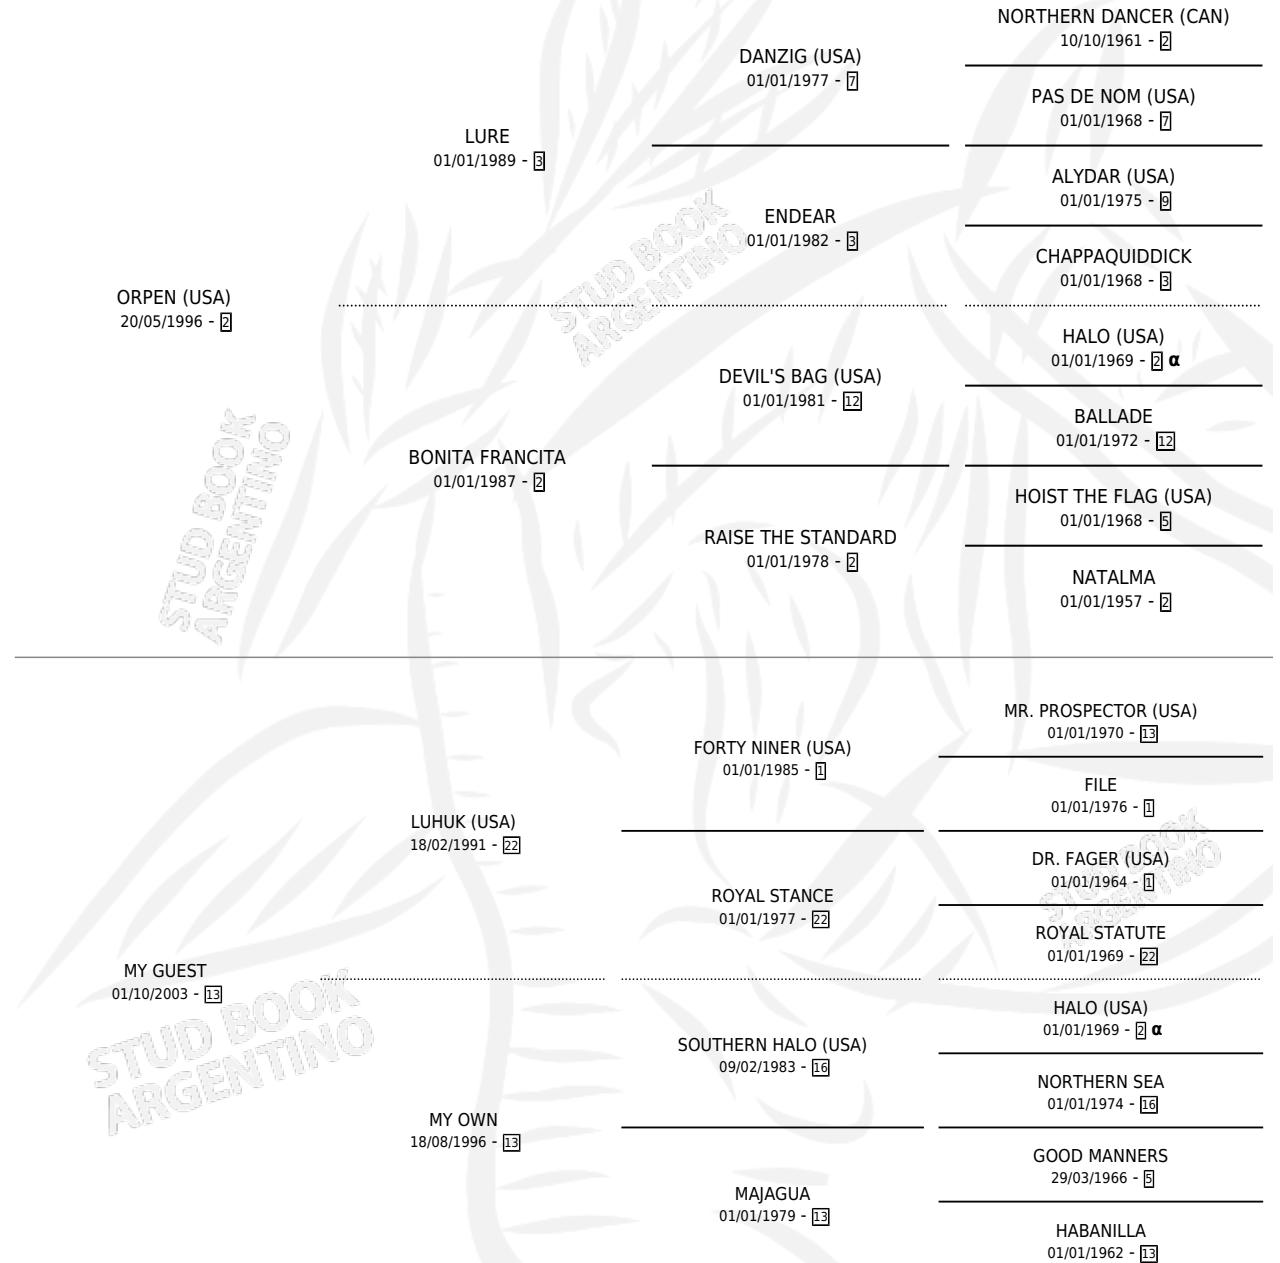 NORTHERN DANCER (CAN)
10/10/1961 - 2
DANZIG (USA)
01/01/1977 - 7
PAS DE NOM (USA)
01/01/1968 - 7
LURE
01/01/1989 - 3
ALYDAR (USA)
01/01/1975 - 9
ENDEAR
01/01/1982 - 3
CHAPPAQUIDDICK
01/01/1968 - 3
ORPEN (USA)
20/05/1996 - 2
HALO (USA)
01/01/1969 - 2 α
DEVIL'S BAG (USA)
01/01/1981 - 12
BALLADE
01/01/1972 - 12
BONITA FRANCITA
01/01/1987 - 2
HOIST THE FLAG (USA)
01/01/1968 - 5
RAISE THE STANDARD
01/01/1978 - 2
NATALMA
01/01/1957 - 2
MR. PROSPECTOR (USA)
01/01/1970 - 13
FORTY NINER (USA)
01/01/1985 - 1
FILE
01/01/1976 - 1
LUHUK (USA)
18/02/1991 - 22
DR. FAGER (USA)
01/01/1964 - 1
ROYAL STANCE
01/01/1977 - 22
ROYAL STATUTE
01/01/1969 - 22
MY GUEST
01/10/2003 - 13
HALO (USA)
01/01/1969 - 2 α
SOUTHERN HALO (USA)
09/02/1983 - 16
NORTHERN SEA
01/01/1974 - 16
MY OWN
18/08/1996 - 13
GOOD MANNERS
29/03/1966 - 5
MAJAGUA
01/01/1979 - 13
HABANILLA
01/01/1962 - 13
STUD BOOK
ARGENTINO
STUD BOOK
ARGENTINO
STUD BOOK
ARGENTINO
STUD BOOK
ARGENTINO